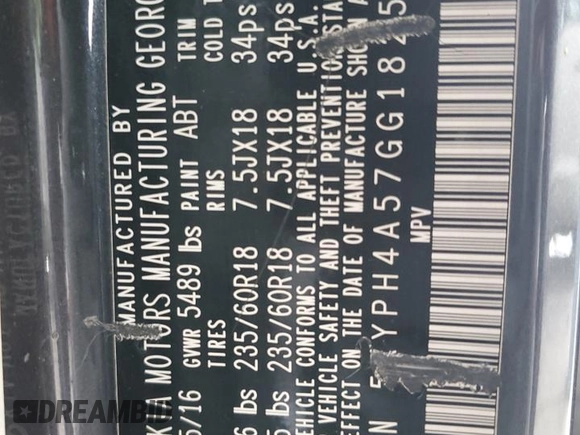 MANUFACTURED BY
MOTORS MANUFACTURING GEORG
5/16 GVWR 5489 lbs PAINT ABT TRIM
TIRES RIMS COLD T
6 lbs 235/60R18 7.5JX18 34ps
5 lbs 235/60R18 7.5JX18 34ps
VEHICLE CONFORMS TO ALL APPLICABLE U.S.A.
VEHICLE SAFETY AND THEFT PREVENTION STA
EFFECT ON THE DATE OF MANUFACTURE SHOWN A
N 5 YPH4A57GG18
MPV
DREAMBID